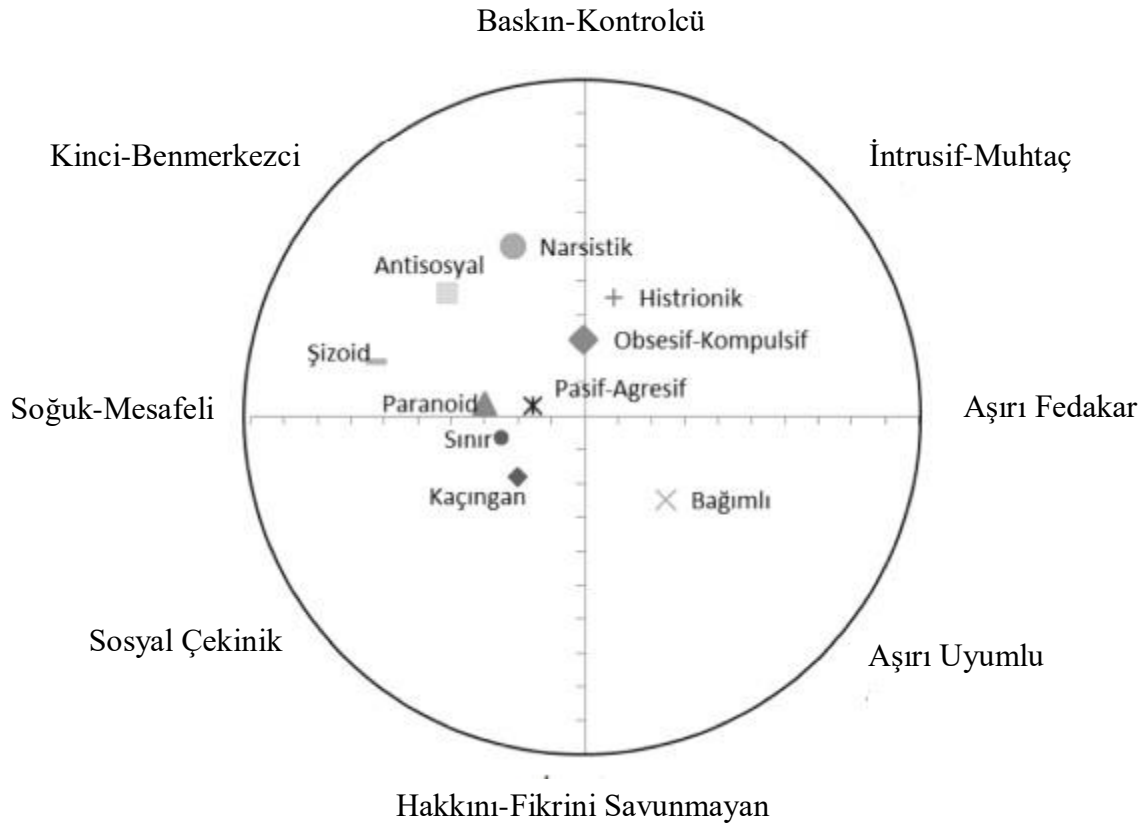 Baskın-Kontrolcü
Kinci-Benmerkezci
İntrusif-Muhtaç
Narsistik
Antisosyal
Histrionik
Obsesif-Kompulsif
Şizoid
Pasif-Agresif
Paranoid
Soğuk-Mesafeli
Aşırı Fedakar
Sınır
Kaçıngan
Bağımlı
Sosyal Çekinik
Aşırı Uyumlu
Hakkını-Fikrini Savunmayan